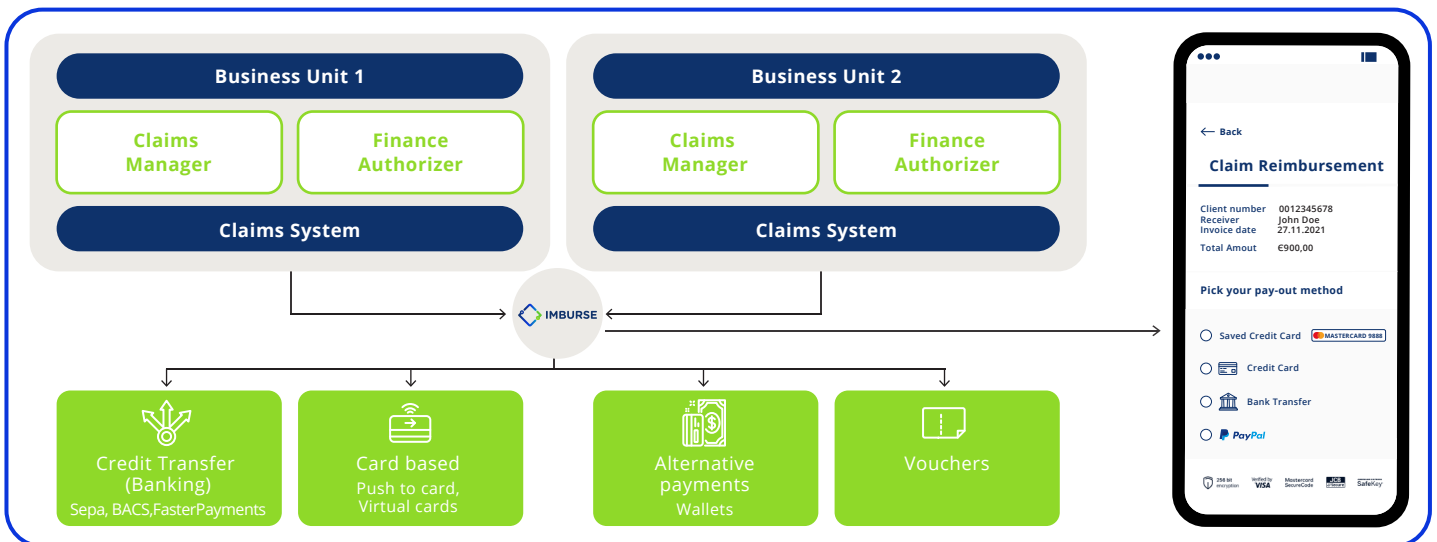 Business Unit 1
Claims
Manager
Finance
Authorizer
Claims System
Business Unit 2
Claims
Manager
Finance
Authorizer
Claims System
IMBURSE
Credit Transfer
(Banking)
Sepa, BACS,FasterPayments
Card based
Push to card,
Virtual cards
Alternative
payments
Wallets
Vouchers
Back
Claim Reimbursement
Client number 0012345678
Receiver John Doe
Invoice date 27.11.2021
Total Amout €900,00
Pick your pay-out method
Saved Credit Card MASTERCARD 9888
Credit Card
Bank Transfer
PayPal
256 bit
encryption
Verified by
VISA
Mastercard
SecureCode
JCB
J/Secure
SafeKey